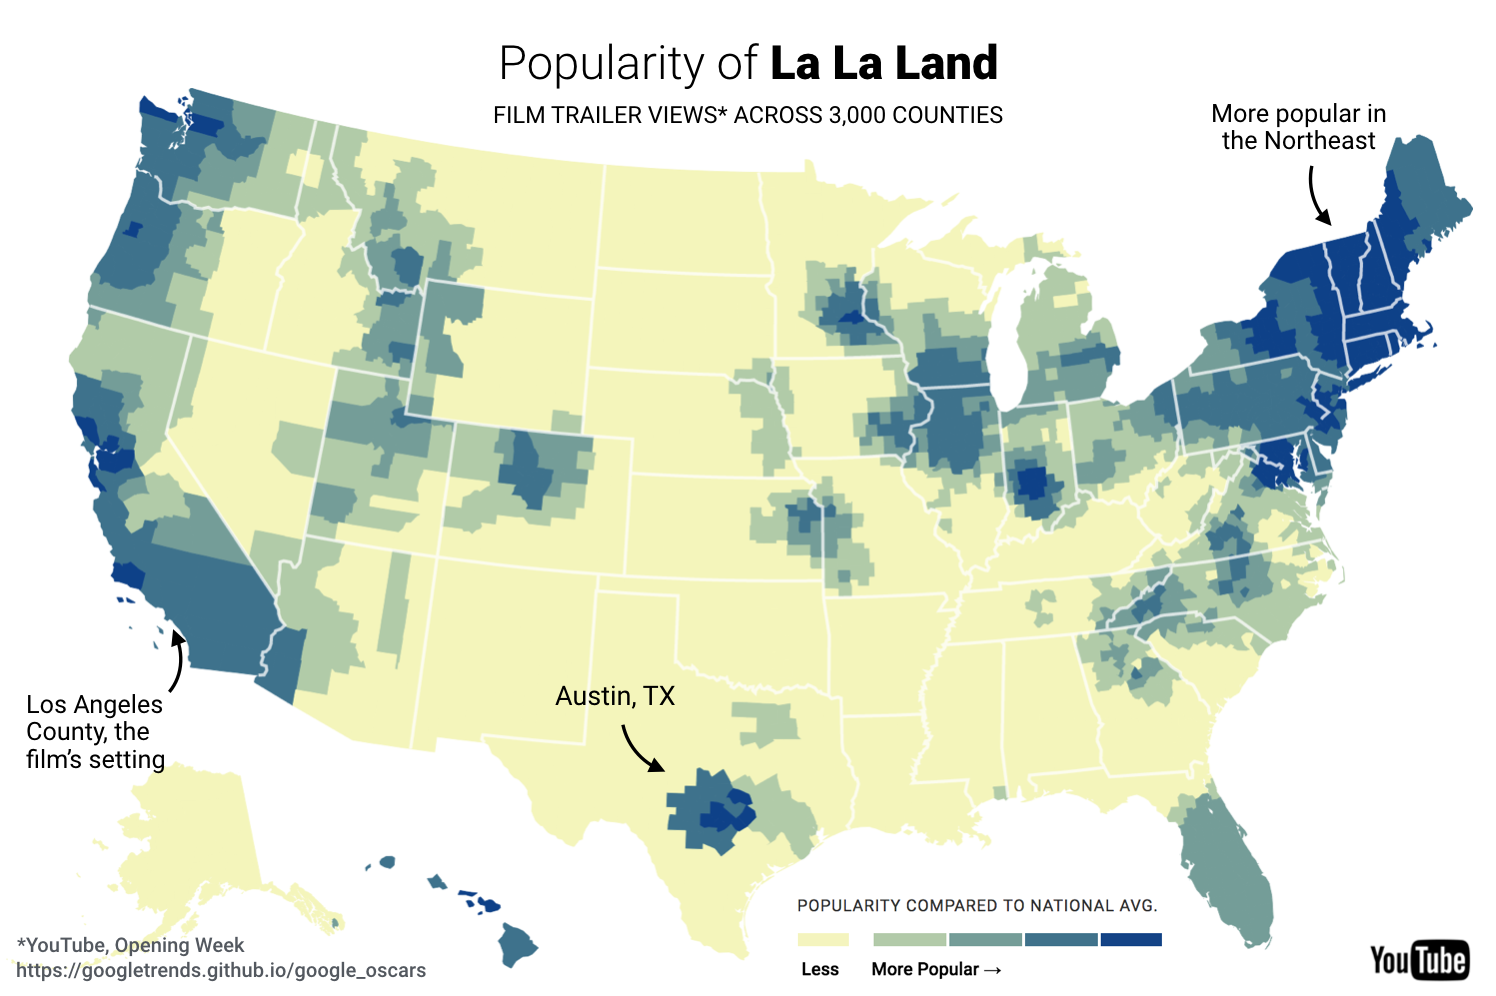 Popularity of La La Land
FILM TRAILER VIEWS* ACROSS 3,000 COUNTIES
More popular in
the Northeast
Los Angeles
County, the
film's setting
Austin, TX
POPULARITY COMPARED TO NATIONAL AVG.
Less More Popular →
*YouTube, Opening Week
https://googletrends.github.io/google_oscars
YouTube